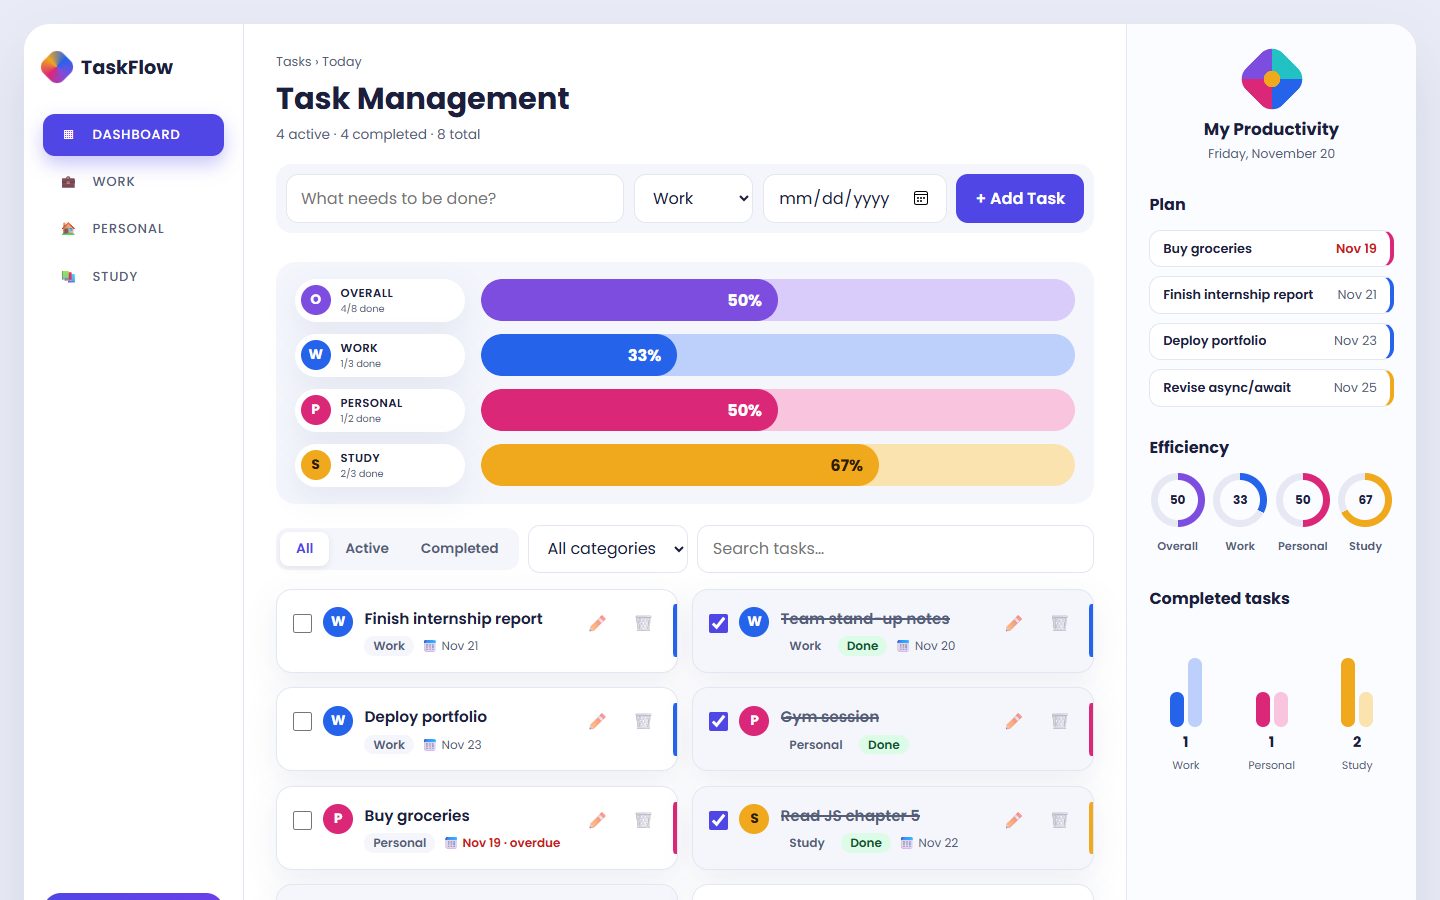 TaskFlow
DASHBOARD
WORK
PERSONAL
STUDY
Tasks › Today
Task Management
4 active · 4 completed · 8 total
What needs to be done?
Work
mm/dd/yyyy
+ Add Task
O
OVERALL
4/8 done
50%
W
WORK
1/3 done
33%
P
PERSONAL
1/2 done
50%
S
STUDY
2/3 done
67%
All
Active
Completed
All categories
Search tasks...
W
Finish internship report
Work
Nov 21
W
Team stand-up notes
Work
Done
Nov 20
W
Deploy portfolio
Work
Nov 23
P
Gym session
Personal
Done
P
Buy groceries
Personal
Nov 19 · overdue
S
Read JS chapter 5
Study
Done
Nov 22
My Productivity
Friday, November 20
Plan
Buy groceries Nov 19
Finish internship report Nov 21
Deploy portfolio Nov 23
Revise async/await Nov 25
Efficiency
50 33 50 67
Overall Work Personal Study
Completed tasks
1 1 2
Work Personal Study